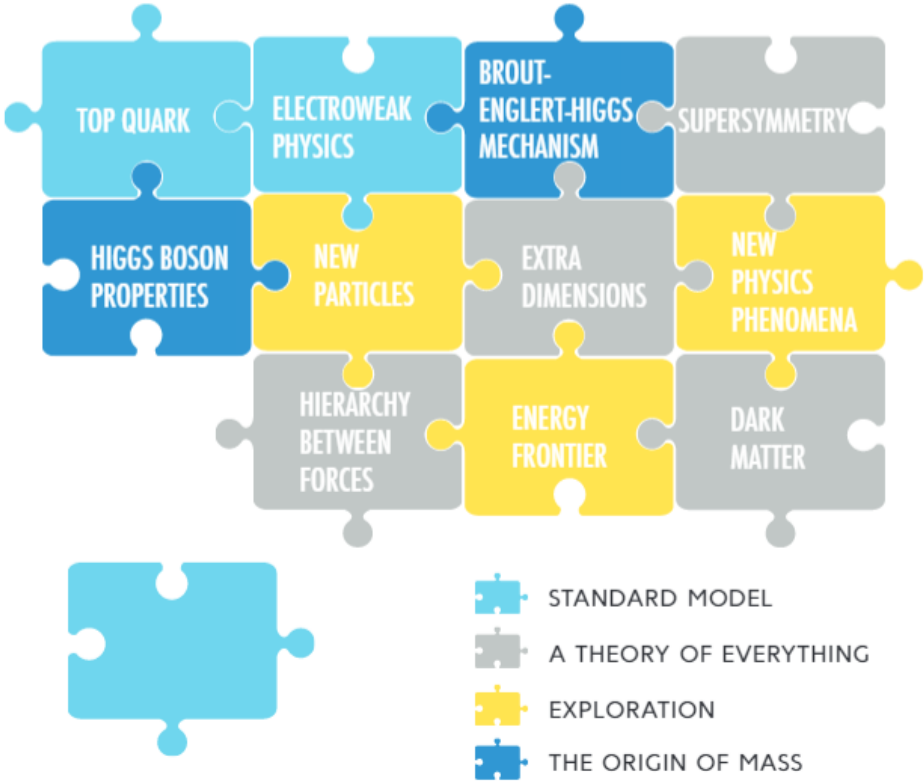 TOP QUARK
ELECTROWEAK
PHYSICS
BROUT-
ENGLERT-HIGGS
MECHANISM
SUPERSYMMETRY
HIGGS BOSON
PROPERTIES
NEW
PARTICLES
EXTRA
DIMENSIONS
NEW
PHYSICS
PHENOMENA
HIERARCHY
BETWEEN
FORCES
ENERGY
FRONTIER
DARK
MATTER
STANDARD MODEL
A THEORY OF EVERYTHING
EXPLORATION
THE ORIGIN OF MASS